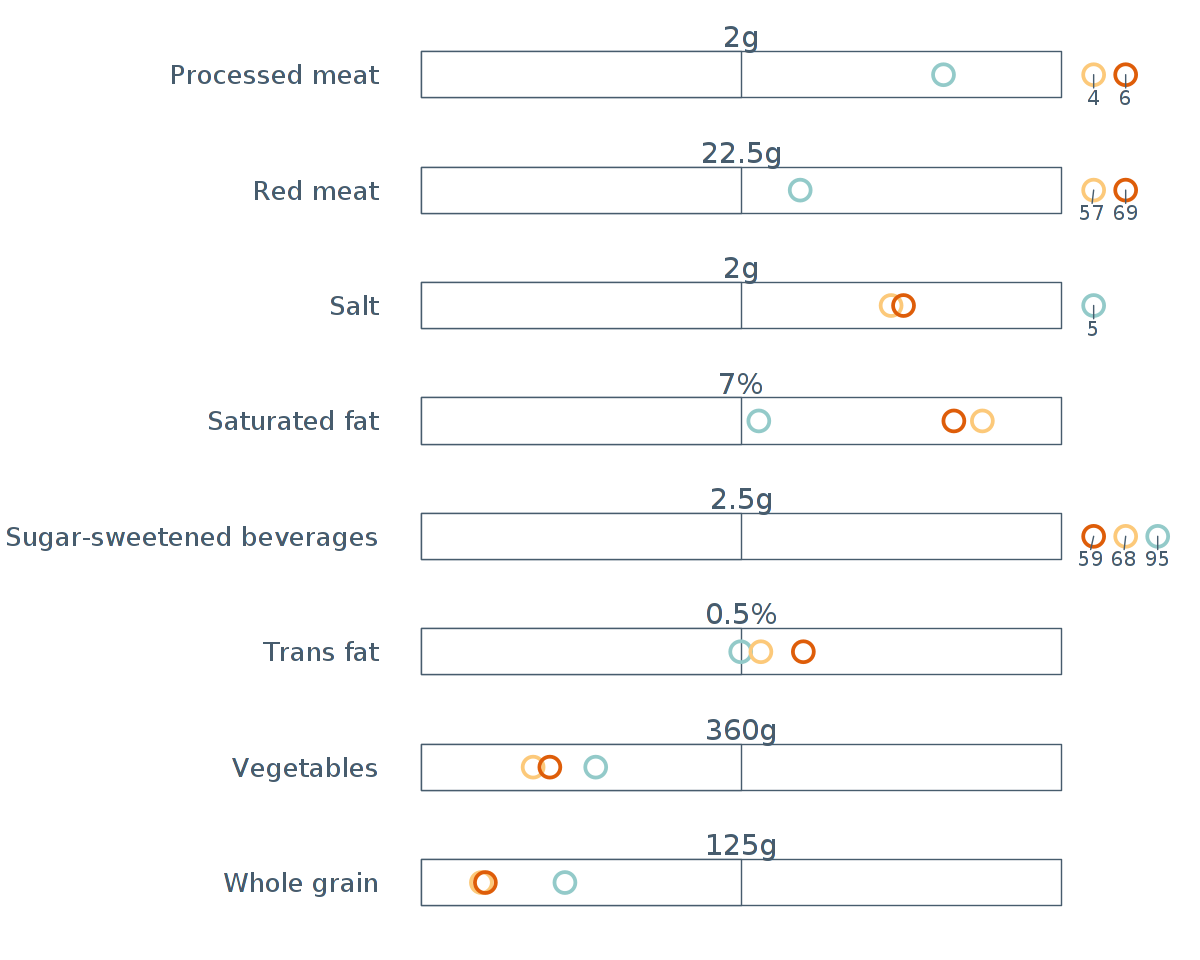 2g
Processed meat
4 6
22.5g
Red meat
57 69
2g
Salt
5
7%
Saturated fat
2.5g
Sugar-sweetened beverages
59 68 95
0.5%
Trans fat
360g
Vegetables
125g
Whole grain